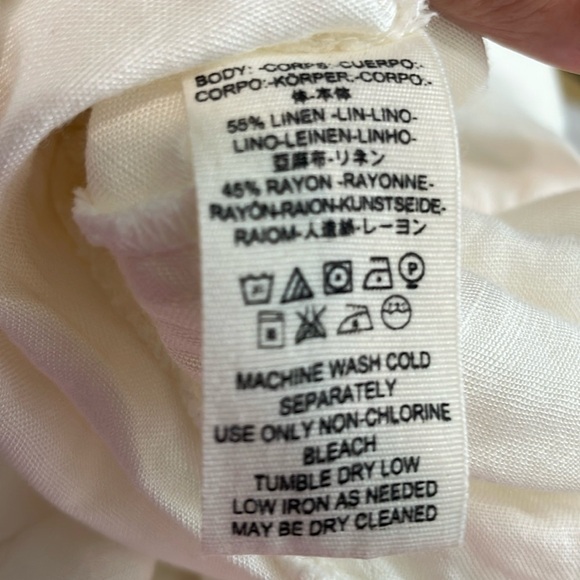 BODY: -CORPS: CUERPO:-
CORPO:-KÖRPER:-CORPO:-
体-本体
55% LINEN -LIN-LINO-
LINO-LEINEN-LINHO-
亞麻布-リネン
45% RAYON -RAYONNE-
RAYÓN-RAION-KUNSTSEIDE-
RAIOM-人造絲-レーヨン
P
MACHINE WASH COLD
SEPARATELY
USE ONLY NON-CHLORINE
BLEACH
TUMBLE DRY LOW
LOW IRON AS NEEDED
MAY BE DRY CLEANED